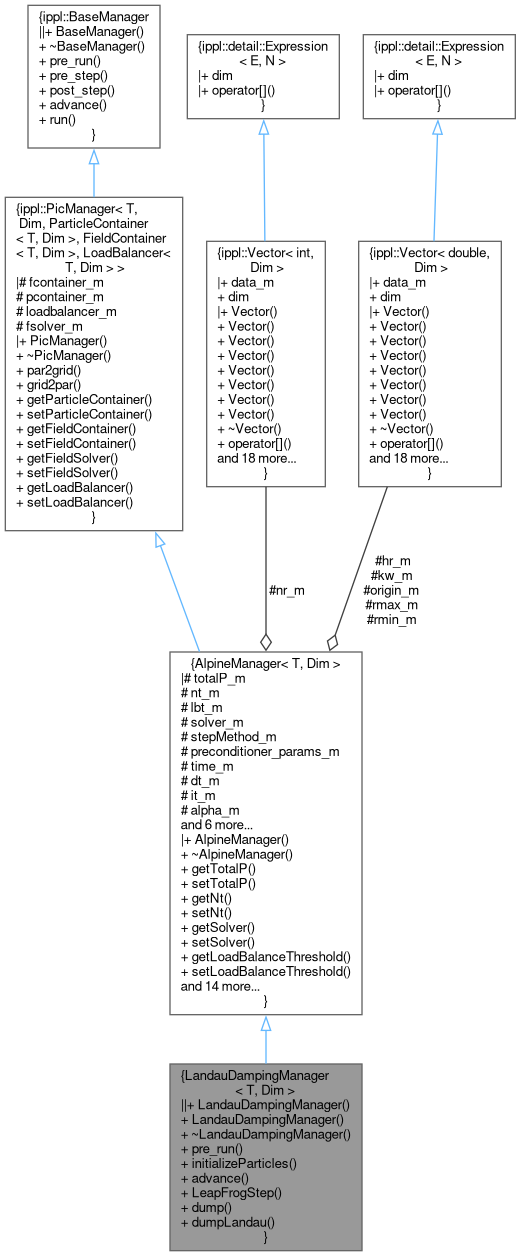 {ippl::BaseManager
||+ BaseManager()
+ ~BaseManager()
+ pre_run()
+ pre_step()
+ post_step()
+ advance()
+ run()
}
{ippl::detail::Expression
< E, N >
|+ dim
|+ operator[]()
}
{ippl::detail::Expression
< E, N >
|+ dim
|+ operator[]()
}
{ippl::PicManager< T,
Dim, ParticleContainer
< T, Dim >, FieldContainer
< T, Dim >, LoadBalancer<
T, Dim > >
|# fcontainer_m
# pcontainer_m
# loadbalancer_m
# fsolver_m
|+ PicManager()
+ ~PicManager()
+ par2grid()
+ grid2par()
+ getParticleContainer()
+ setParticleContainer()
+ getFieldContainer()
+ setFieldContainer()
+ getFieldSolver()
+ setFieldSolver()
+ getLoadBalancer()
+ setLoadBalancer()
}
{ippl::Vector< int,
Dim >
|+ data_m
+ dim
|+ Vector()
+ Vector()
+ Vector()
+ Vector()
+ Vector()
+ Vector()
+ Vector()
+ Vector()
+ ~Vector()
+ operator[]()
and 18 more...
}
{ippl::Vector< double,
Dim >
|+ data_m
+ dim
|+ Vector()
+ Vector()
+ Vector()
+ Vector()
+ Vector()
+ Vector()
+ Vector()
+ Vector()
+ ~Vector()
+ operator[]()
and 18 more...
}
#nr_m
#hr_m
#kw_m
#origin_m
#rmax_m
#rmin_m
{AlpineManager< T, Dim >
|# totalP_m
# nt_m
# lbt_m
# solver_m
# stepMethod_m
# preconditioner_params_m
# time_m
# dt_m
# it_m
# alpha_m
and 6 more...
|+ AlpineManager()
+ ~AlpineManager()
+ getTotalP()
+ setTotalP()
+ getNt()
+ setNt()
+ getSolver()
+ setSolver()
+ getLoadBalanceThreshold()
+ setLoadBalanceThreshold()
and 14 more...
}
{LandauDampingManager
< T, Dim >
||+ LandauDampingManager()
+ LandauDampingManager()
+ ~LandauDampingManager()
+ pre_run()
+ initializeParticles()
+ advance()
+ LeapFrogStep()
+ dump()
+ dumpLandau()
}